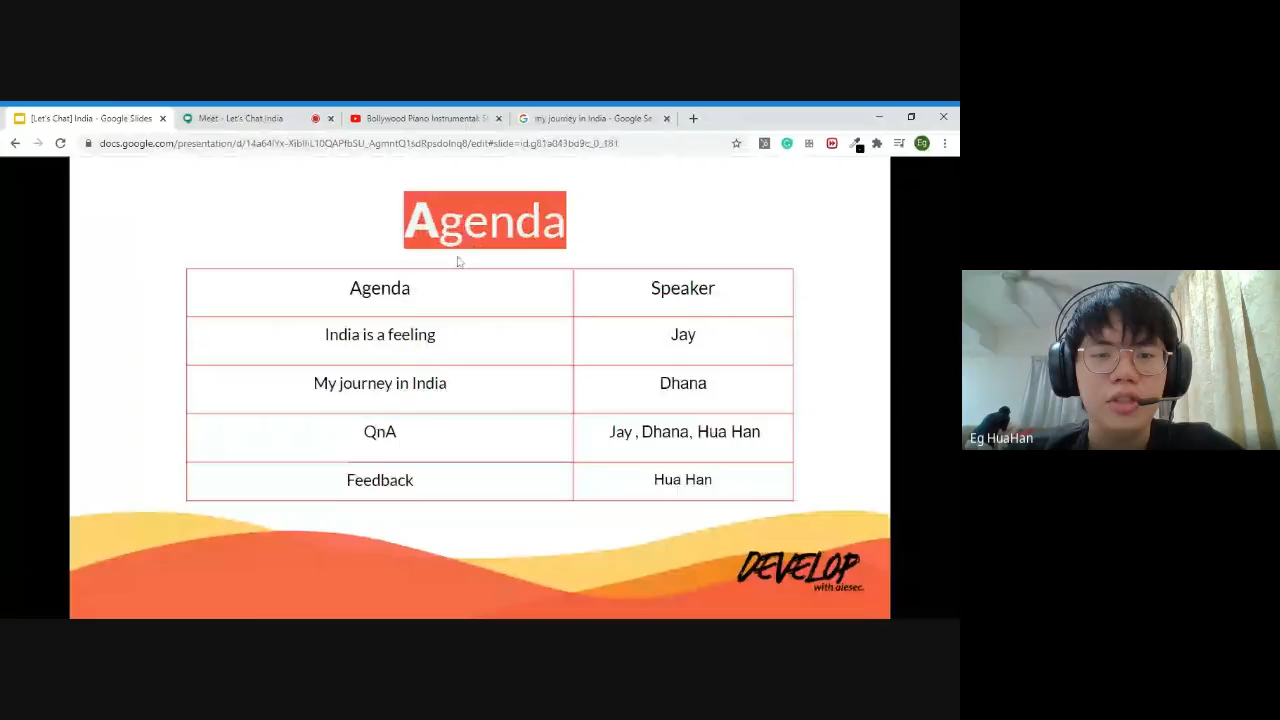 [Let's Chat] India - Google Slides
Meet - Let's Chat India
Bollywood Piano Instrumental: S
my journey in India - Google Se
Eg
Agenda
Agenda Speaker
India is a feeling Jay
My journey in India Dhana
QnA Jay , Dhana, Hua Han
Feedback Hua Han
DEVELOP
with aiesec.
Eg HuaHan